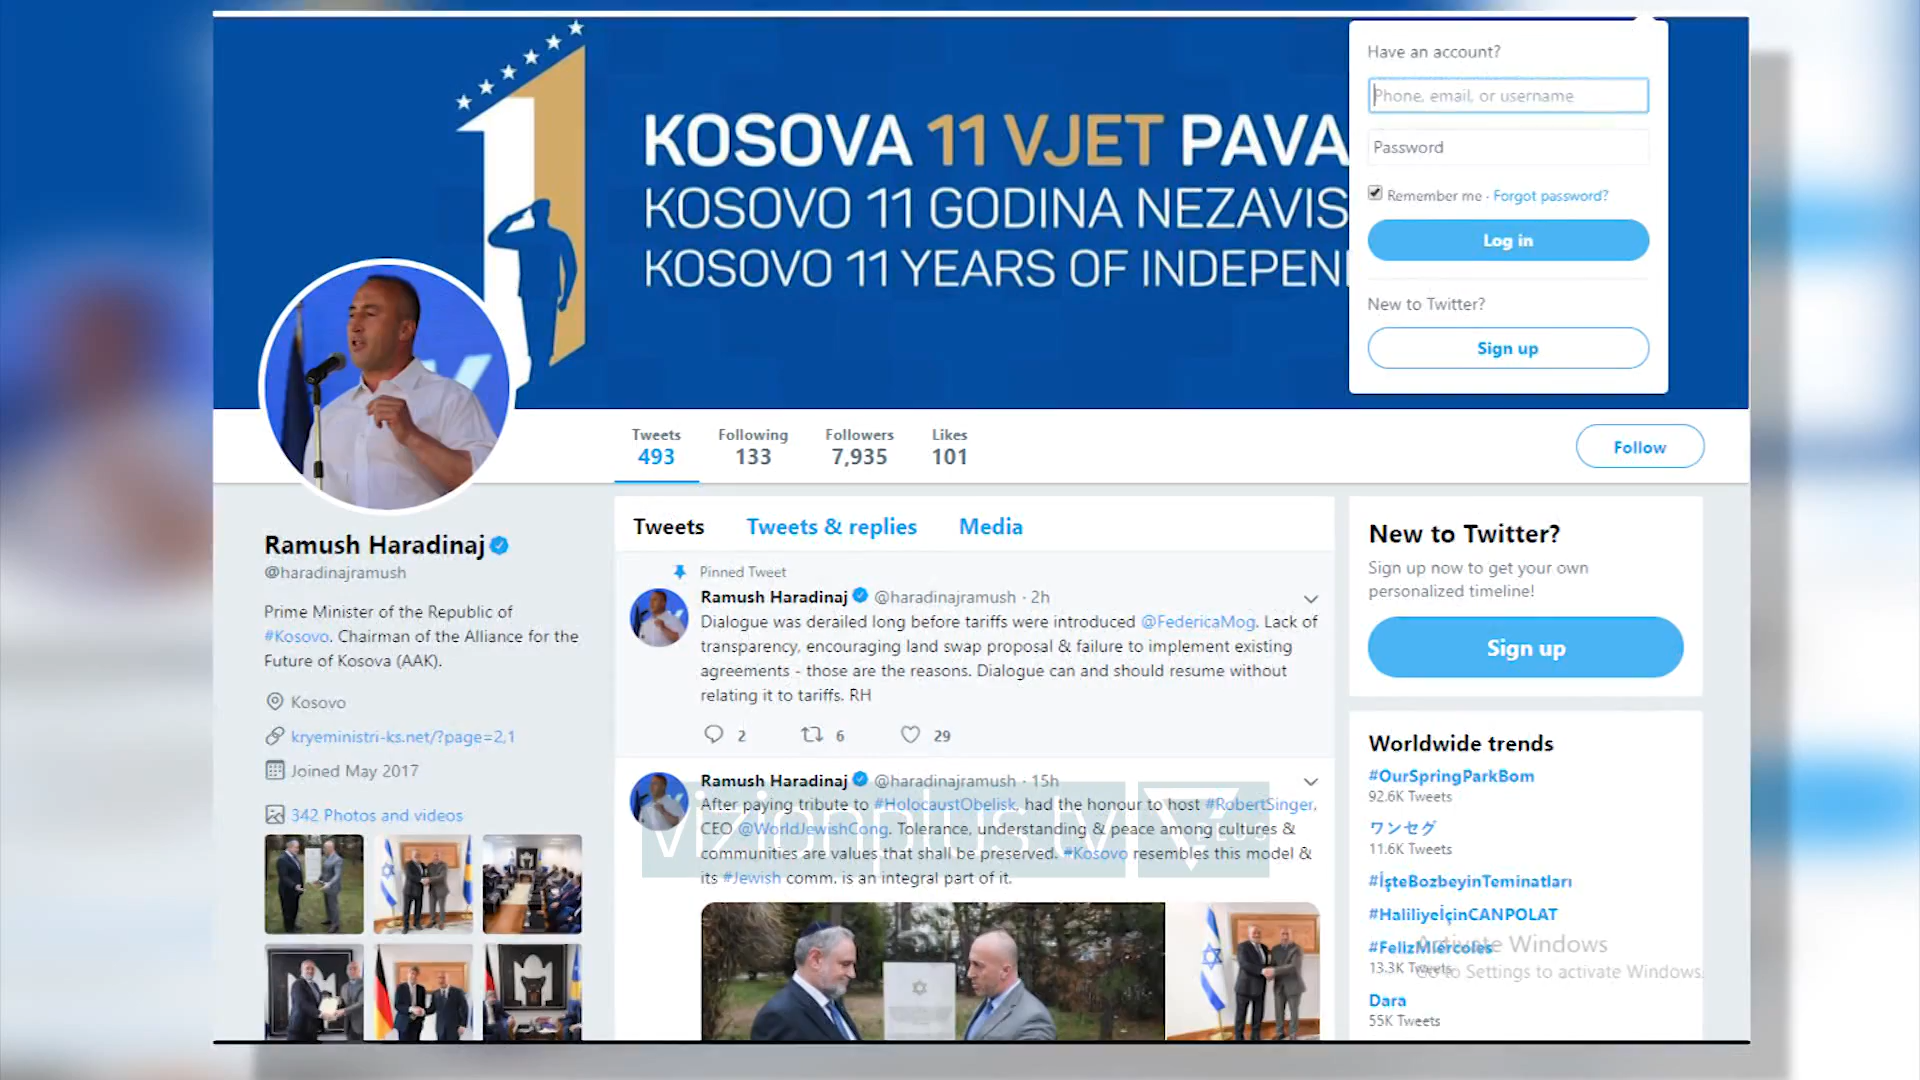 KOSOVA 11 VJET PAVA
KOSOVO 11 GODINA NEZAVIS
KOSOVO 11 YEARS OF INDEPEN
Have an account?
Phone, email, or username
Password
Remember me · Forgot password?
Log in
New to Twitter?
Sign up
Tweets
493
Following
133
Followers
7,935
Likes
101
Follow
Ramush Haradinaj
@haradinajramush
Prime Minister of the Republic of
#Kosovo. Chairman of the Alliance for the
Future of Kosova (AAK).
Kosovo
kryeministri-ks.net/?page=2,1
Joined May 2017
342 Photos and videos
Tweets
Tweets & replies
Media
Pinned Tweet
Ramush Haradinaj @haradinajramush · 2h
Dialogue was derailed long before tariffs were introduced @FedericaMog. Lack of
transparency, encouraging land swap proposal & failure to implement existing
agreements - those are the reasons. Dialogue can and should resume without
relating it to tariffs. RH
2
6
29
Ramush Haradinaj @haradinajramush · 15h
After paying tribute to #HolocaustObelisk, had the honour to host #RobertSinger,
CEO @WorldJewishCong. Tolerance, understanding & peace among cultures &
communities are values that shall be preserved. #Kosovo resembles this model &
its #Jewish comm. is an integral part of it.
vizionplus.tv
New to Twitter?
Sign up now to get your own
personalized timeline!
Sign up
Worldwide trends
#OurSpringParkBom
92.6K Tweets
ワンセグ
11.6K Tweets
#İşteBozbeyinTeminatları
#HaliliyeİçinCANPOLAT
#FelizMiercoles
13.3K Tweets
Dara
55K Tweets
Activate Windows
Go to Settings to activate Windows.